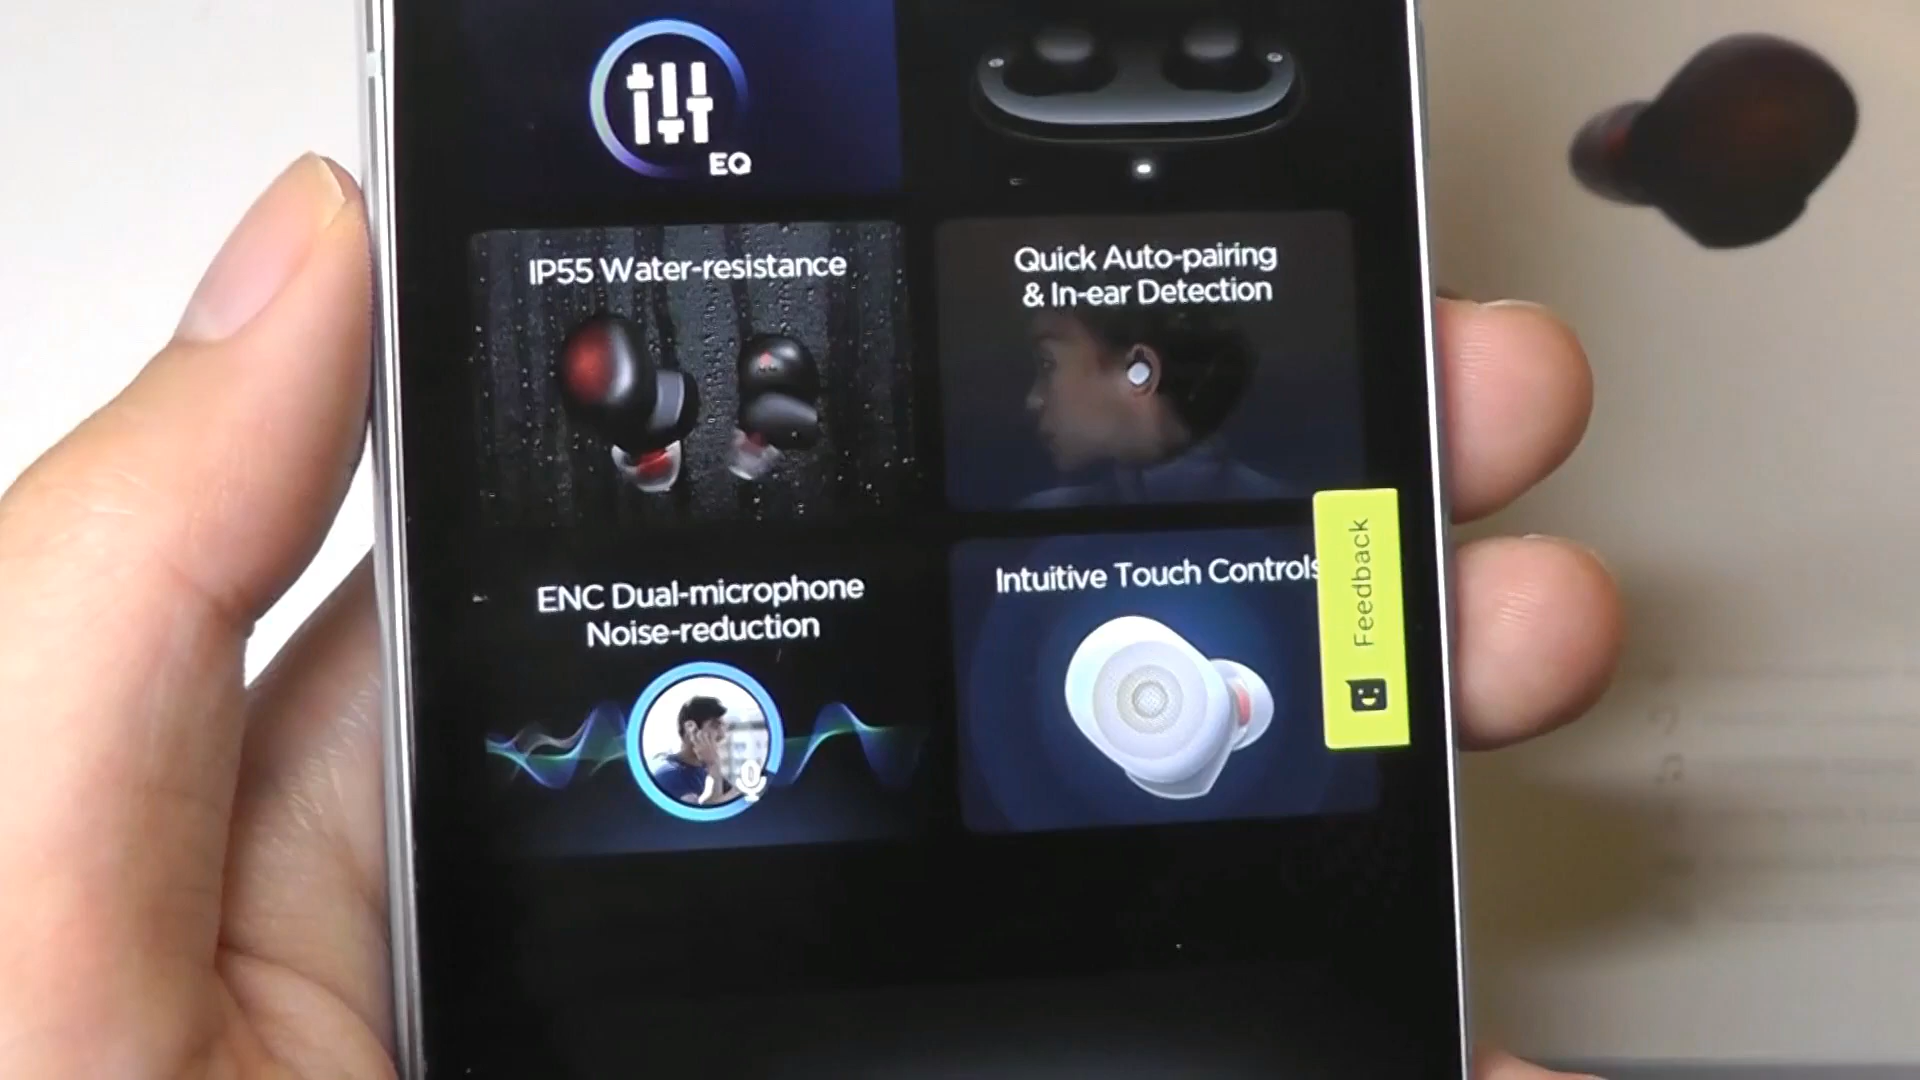 EQ
IP55 Water-resistance
Quick Auto-pairing
& In-ear Detection
ENC Dual-microphone
Noise-reduction
Intuitive Touch Controls
Feedback